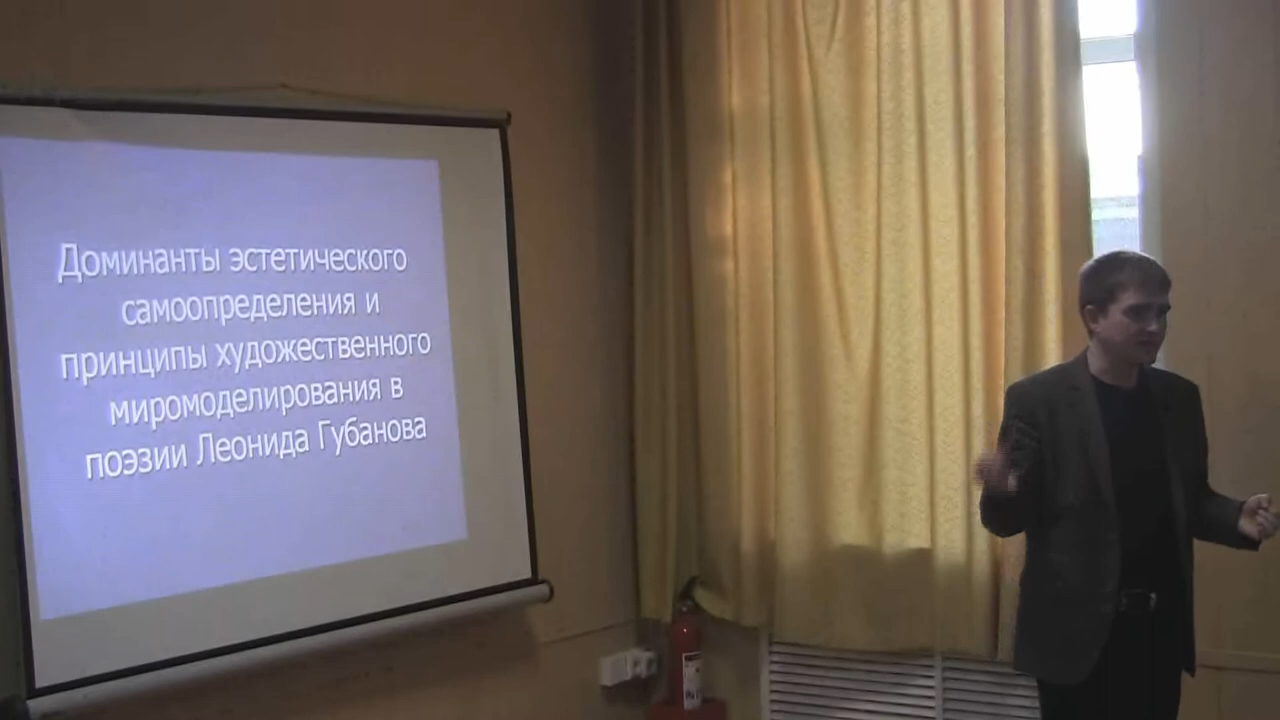 Доминанты эстетического
самоопределения и
принципы художественного
миромоделирования в
поэзии Леонида Губанова